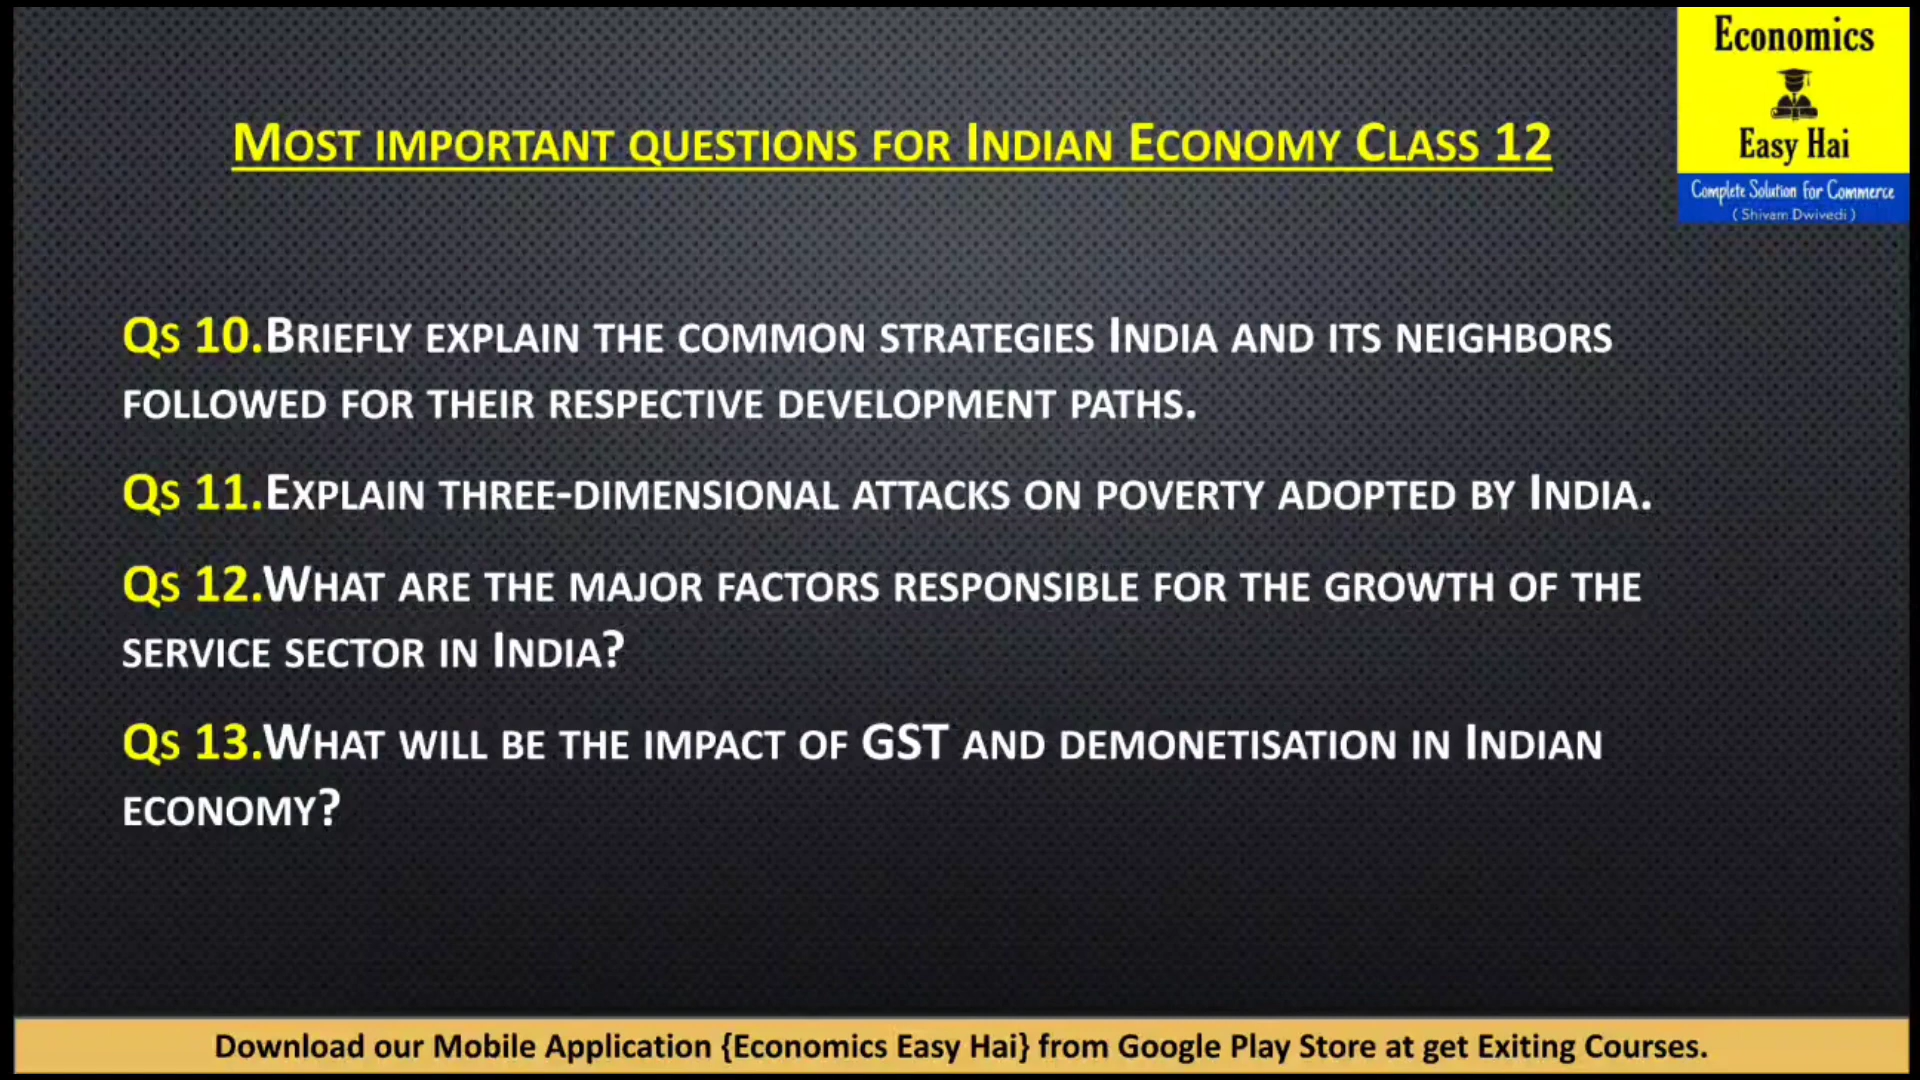 Economics
Easy Hai
Complete Solution For Commerce
( Shivam Dwivedi )
Most important questions for Indian Economy Class 12
Qs 10.Briefly explain the common strategies India and its neighbors
followed for their respective development paths.
Qs 11.Explain three-dimensional attacks on poverty adopted by India.
Qs 12.What are the major factors responsible for the growth of the
service sector in India?
Qs 13.What will be the impact of GST and demonetisation in Indian
economy?
Download our Mobile Application {Economics Easy Hai} from Google Play Store at get Exiting Courses.